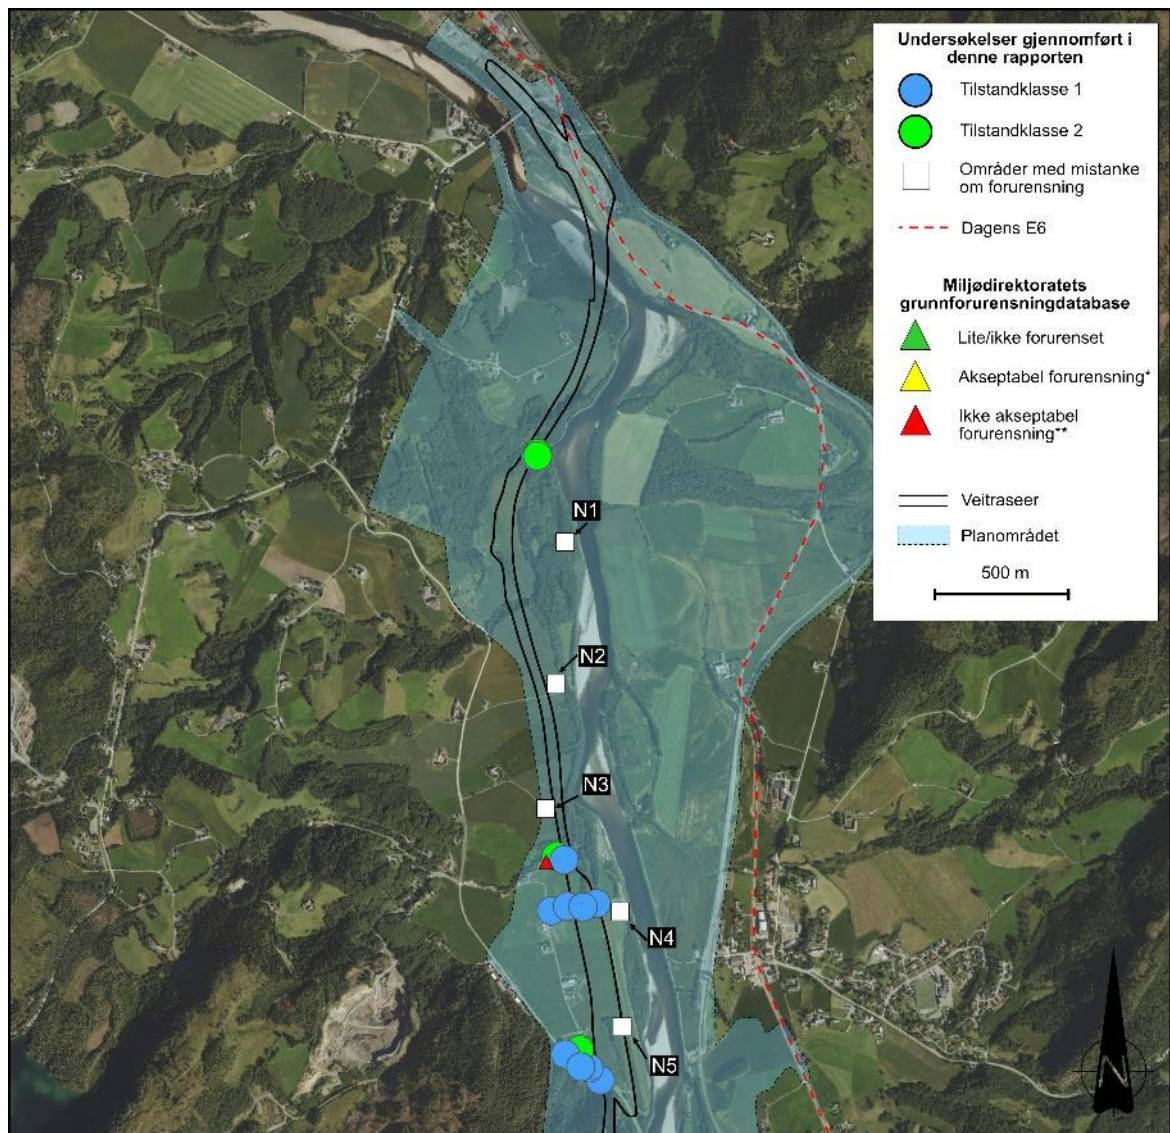 Undersøkelser gjennomført i
denne rapporten
Tilstandklasse 1
Tilstandklasse 2
Områder med mistanke
om forurensning
Dagens E6
Miljødirektoratets
grunnforurensningdatabase
Lite/ikke forurenset
Akseptabel forurensning*
Ikke akseptabel
forurensning**
Veitraseer
Planområdet
500 m
N1
N2
N3
N4
N5
N